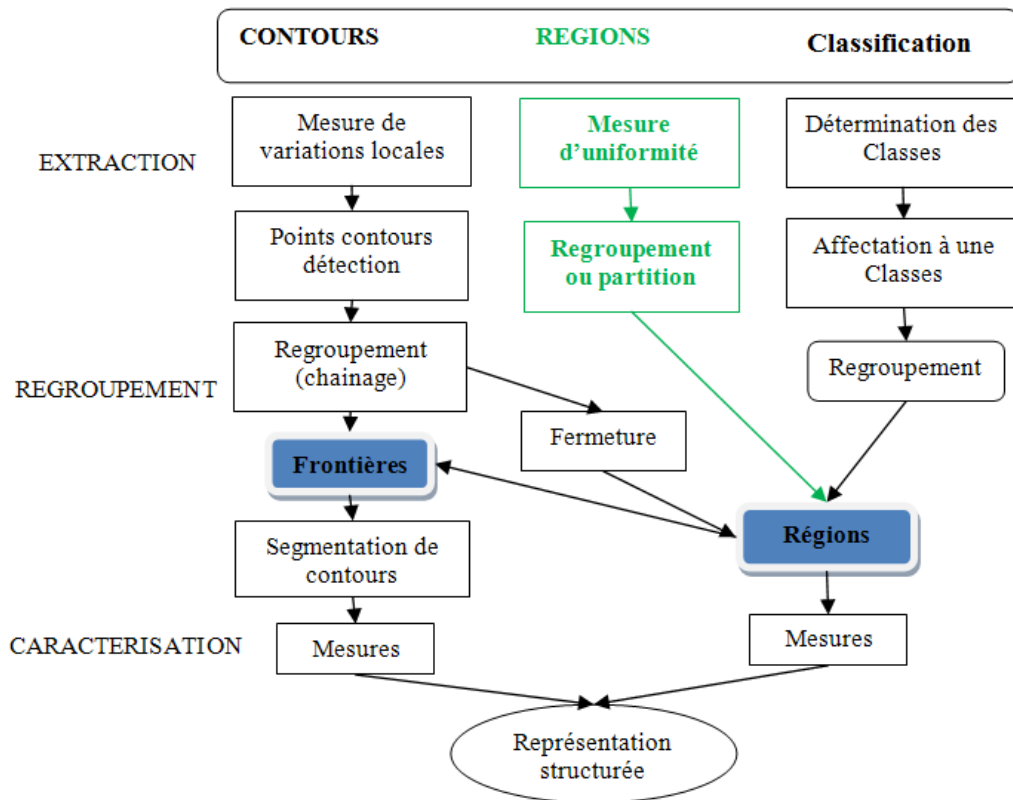 CONTOURS
REGIONS
Classification
EXTRACTION
Mesure de
variations locales
Mesure
d'uniformité
Détermination des
Classes
Points contours
détection
Regroupement
ou partition
Affectation à une
Classes
REGROUPEMENT
Regroupement
(chainage)
Regroupement
Fermeture
Frontières
Régions
Segmentation de
contours
CARACTERISATION
Mesures
Mesures
Représentation
structurée